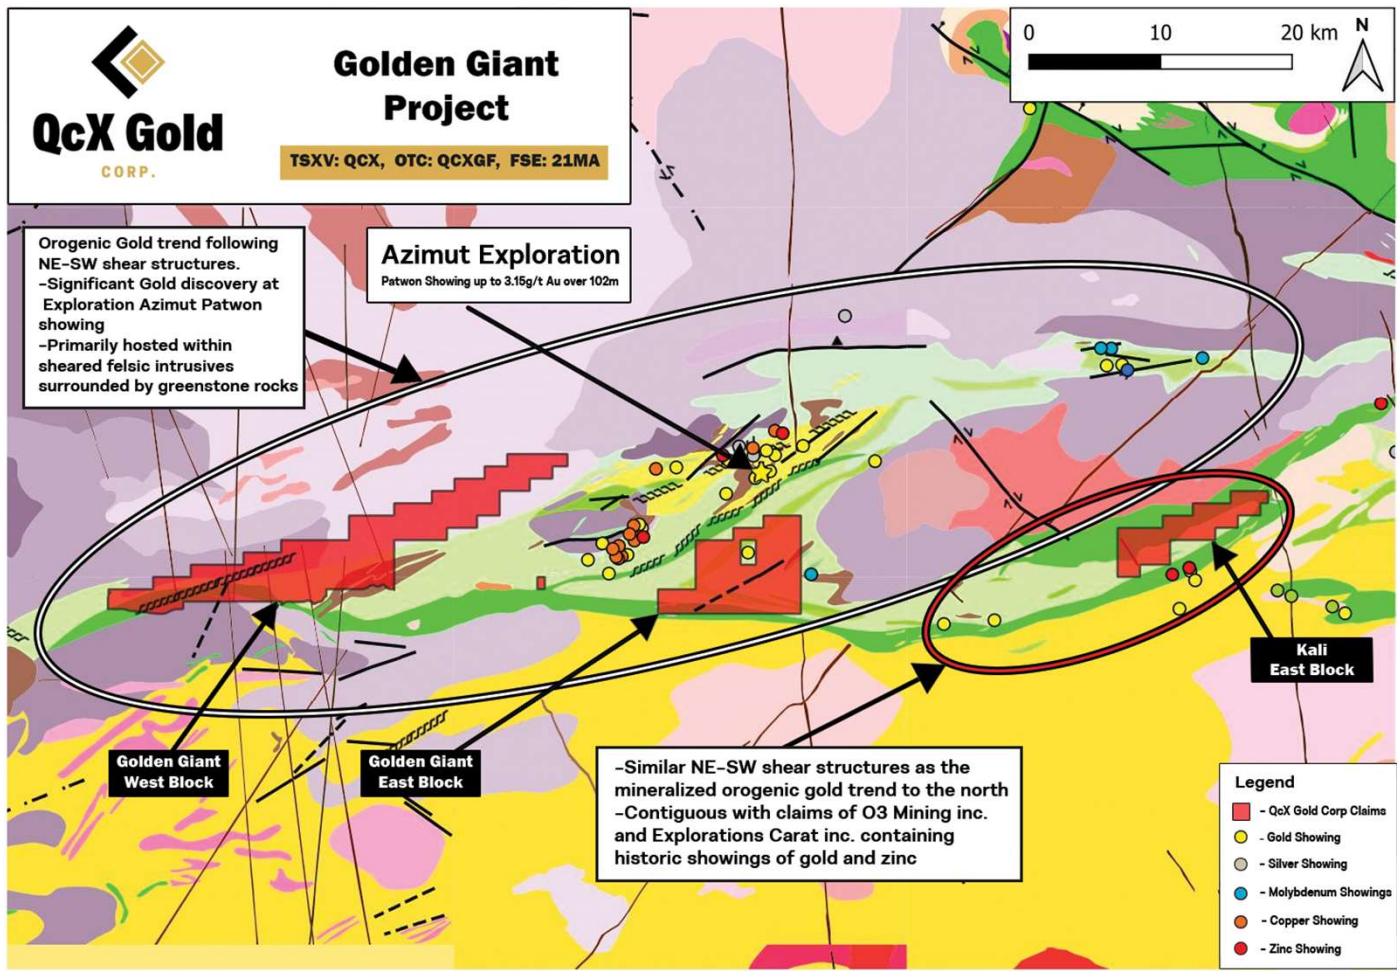 QcX Gold
CORP.
Golden Giant
Project
TSXV: QCX, OTC: QCXGF, FSE: 21MA
0 10 20 km
N
Orogenic Gold trend following
NE-SW shear structures.
-Significant Gold discovery at
Exploration Azimut Patwon
showing
-Primarily hosted within
sheared felsic intrusives
surrounded by greenstone rocks
Azimut Exploration
Patwon Showing up to 3.15g/t Au over 102m
Kali
East Block
Golden Giant
West Block
Golden Giant
East Block
-Similar NE-SW shear structures as the
mineralized orogenic gold trend to the north
-Contiguous with claims of O3 Mining inc.
and Explorations Carat inc. containing
historic showings of gold and zinc
Legend
- QcX Gold Corp Claims
- Gold Showing
- Silver Showing
- Molybdenum Showings
- Copper Showing
- Zinc Showing